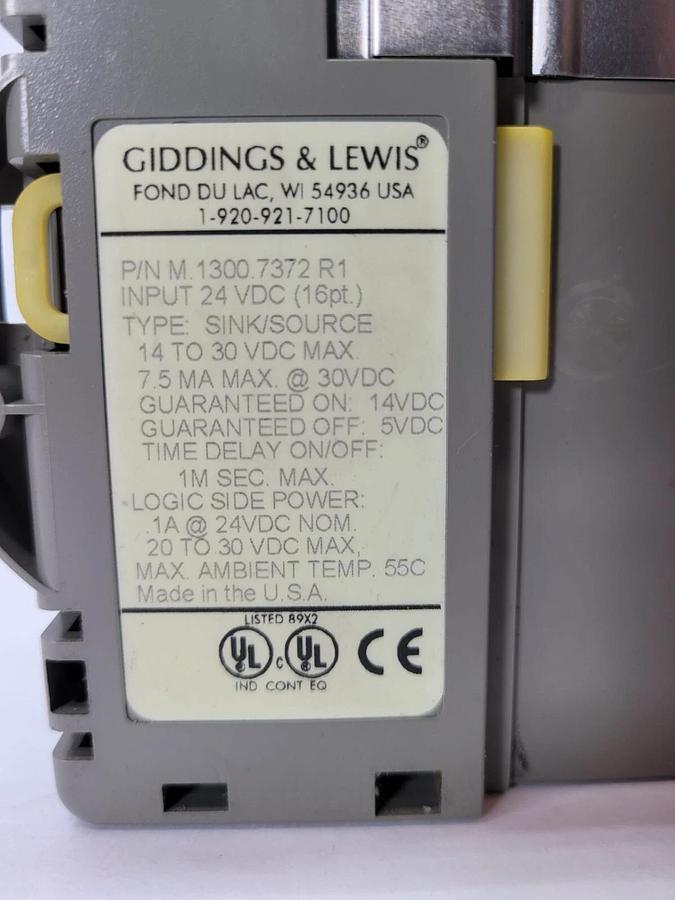 GIDDINGS & LEWIS®
FOND DU LAC, WI 54936 USA
1-920-921-7100
P/N M.1300.7372 R1
INPUT 24 VDC (16pt.)
TYPE: SINK/SOURCE
14 TO 30 VDC MAX.
7.5 MA MAX. @ 30VDC
GUARANTEED ON: 14VDC
GUARANTEED OFF: 5VDC
TIME DELAY ON/OFF:
1M SEC. MAX.
LOGIC SIDE POWER:
.1A @ 24VDC NOM.
20 TO 30 VDC MAX,
MAX. AMBIENT TEMP. 55C
Made in the U.S.A.
LISTED 89X2
UL® c UL® CE
IND CONT EQ